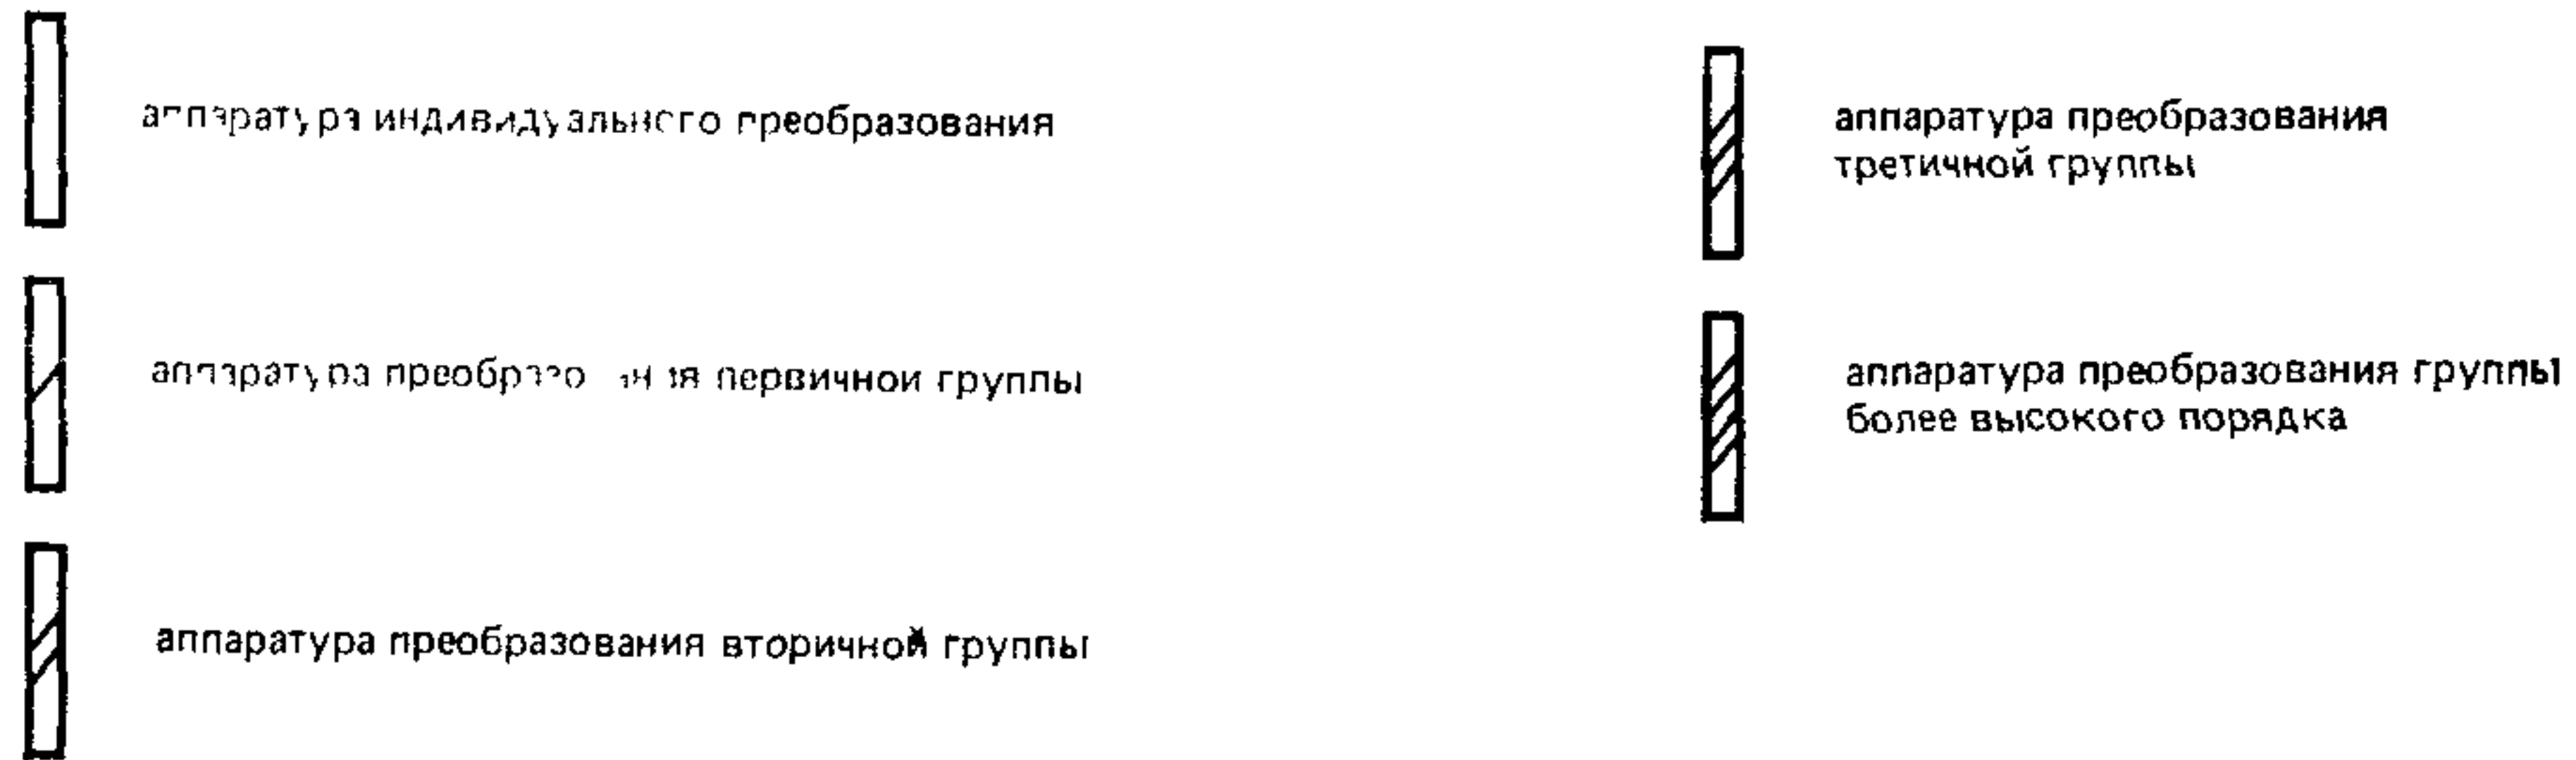 аппаратура индивидуального преобразования
аппаратура преобразования первичной группы
аппаратура преобразования вторичной группы
аппаратура преобразования
третичной группы
аппаратура преобразования группы
более высокого порядка